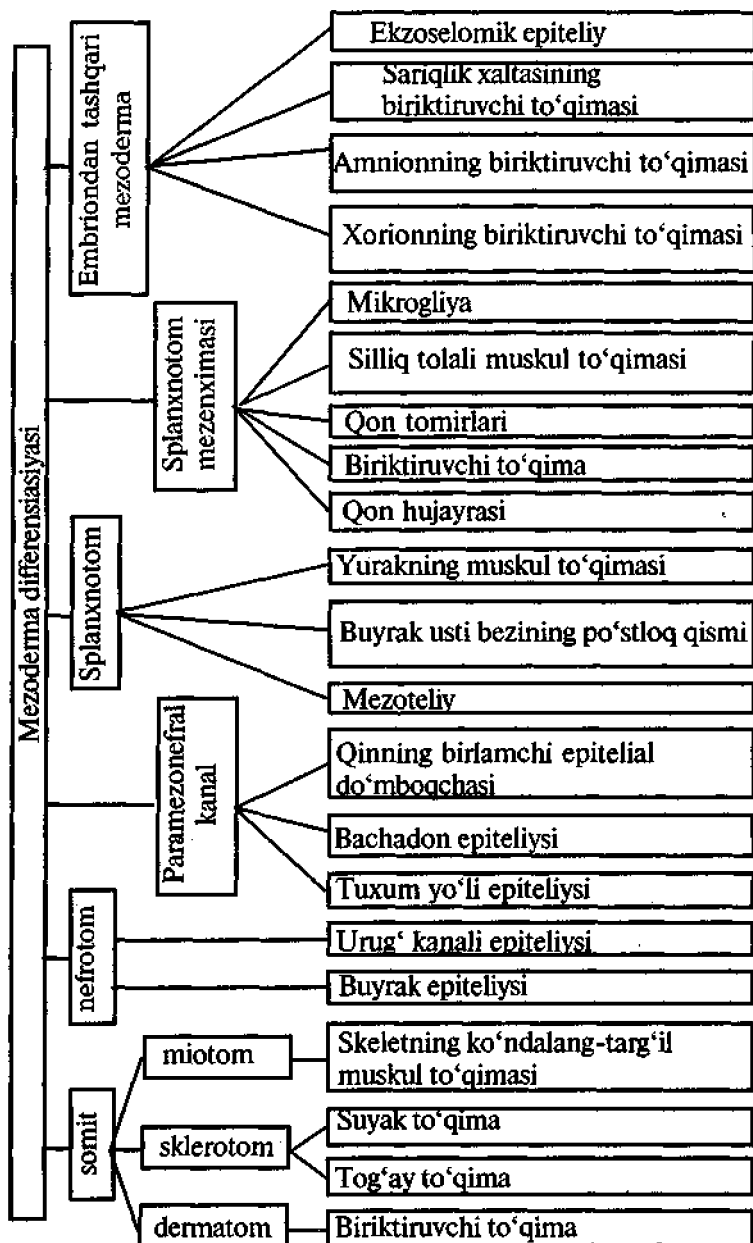 Mezoderma differensiasiyasi
Embriondan tashqari
mezoderma
Ekzoselomik epiteliy
Sariqlik xaltasining
biriktiruvchi to‘qimasi
Amnionning biriktiruvchi to‘qimasi
Xorionning biriktiruvchi to‘qimasi
Splanxnotom
mezenximasi
Mikrogliya
Silliq tolali muskul to‘qimasi
Qon tomirlari
Biriktiruvchi to‘qima
Qon hujayrasi
Splanxnotom
Yurakning muskul to‘qimasi
Buyrak usti bezining po‘stloq qismi
Mezoteliy
Paramezonefral
kanal
Qinning birlamchi epitelial
do‘mboqchasi
Bachadon epiteliysi
Tuxum yo‘li epiteliysi
nefrotom
Urug‘ kanali epiteliysi
Buyrak epiteliysi
somit
miotom
Skeletning ko‘ndalang-targ‘il
muskul to‘qimasi
sklerotom
Suyak to‘qima
Tog‘ay to‘qima
dermatom
Biriktiruvchi to‘qima